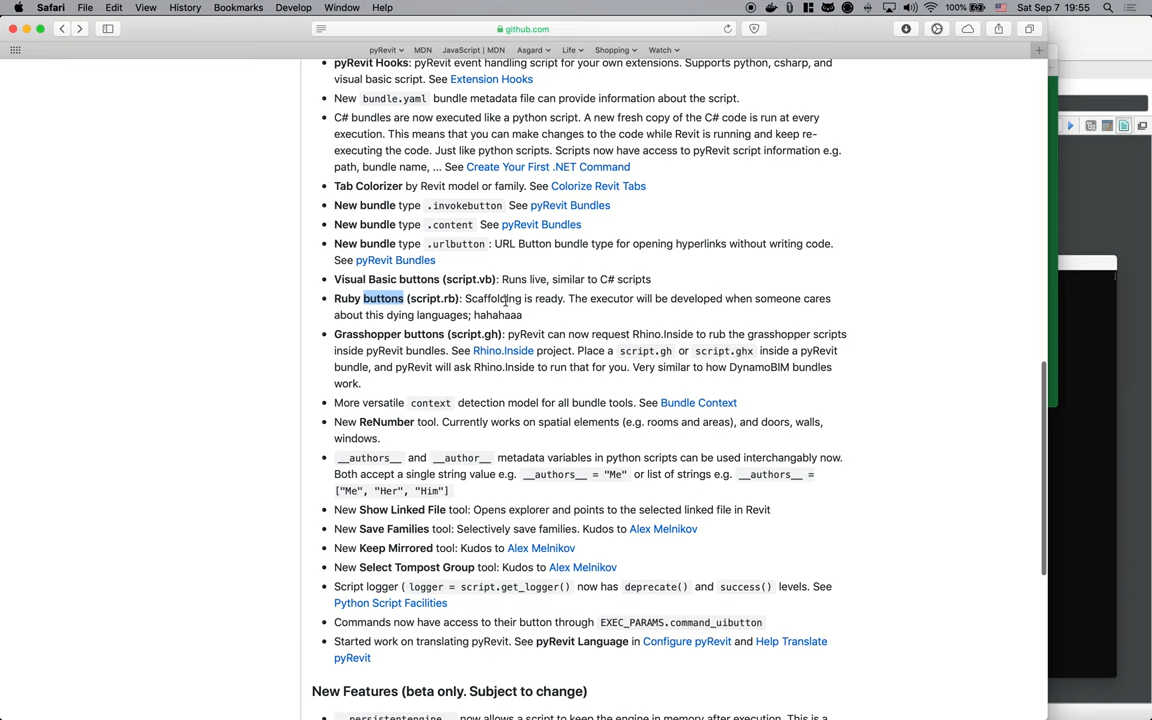 Safari File Edit View History Bookmarks Develop Window Help 100% Sat Sep 7 19:55
github.com
pyRevit MDN JavaScript | MDN Asgard Life Shopping Watch
pyRevit Hooks: pyRevit event handling script for your own extensions. Supports python, csharp, and
visual basic script. See Extension Hooks
New bundle.yaml bundle metadata file can provide information about the script.
C# bundles are now executed like a python script. A new fresh copy of the C# code is run at every
execution. This means that you can make changes to the code while Revit is running and keep re-
executing the code. Just like python scripts. Scripts now have access to pyRevit script information e.g.
path, bundle name, ... See Create Your First .NET Command
Tab Colorizer by Revit model or family. See Colorize Revit Tabs
New bundle type .invokebutton See pyRevit Bundles
New bundle type .content See pyRevit Bundles
New bundle type .urlbutton : URL Button bundle type for opening hyperlinks without writing code.
See pyRevit Bundles
Visual Basic buttons (script.vb): Runs live, similar to C# scripts
Ruby buttons (script.rb): Scaffolding is ready. The executor will be developed when someone cares
about this dying languages; hahahaaa
Grasshopper buttons (script.gh): pyRevit can now request Rhino.Inside to rub the grasshopper scripts
inside pyRevit bundles. See Rhino.Inside project. Place a script.gh or script.ghx inside a pyRevit
bundle, and pyRevit will ask Rhino.Inside to run that for you. Very similar to how DynamoBIM bundles
work.
More versatile context detection model for all bundle tools. See Bundle Context
New ReNumber tool. Currently works on spatial elements (e.g. rooms and areas), and doors, walls,
windows.
__authors__ and __author__ metadata variables in python scripts can be used interchangably now.
Both accept a single string value e.g. __authors__ = "Me" or list of strings e.g. __authors__ =
["Me", "Her", "Him"]
New Show Linked File tool: Opens explorer and points to the selected linked file in Revit
New Save Families tool: Selectively save families. Kudos to Alex Melnikov
New Keep Mirrored tool: Kudos to Alex Melnikov
New Select Tompost Group tool: Kudos to Alex Melnikov
Script logger ( logger = script.get_logger() now has deprecate() and success() levels. See
Python Script Facilities
Commands now have access to their button through EXEC_PARAMS.command_uibutton
Started work on translating pyRevit. See pyRevit Language in Configure pyRevit and Help Translate
pyRevit
New Features (beta only. Subject to change)
__persistentengine__ now allows a script to keep the engine in memory after execution. This is a